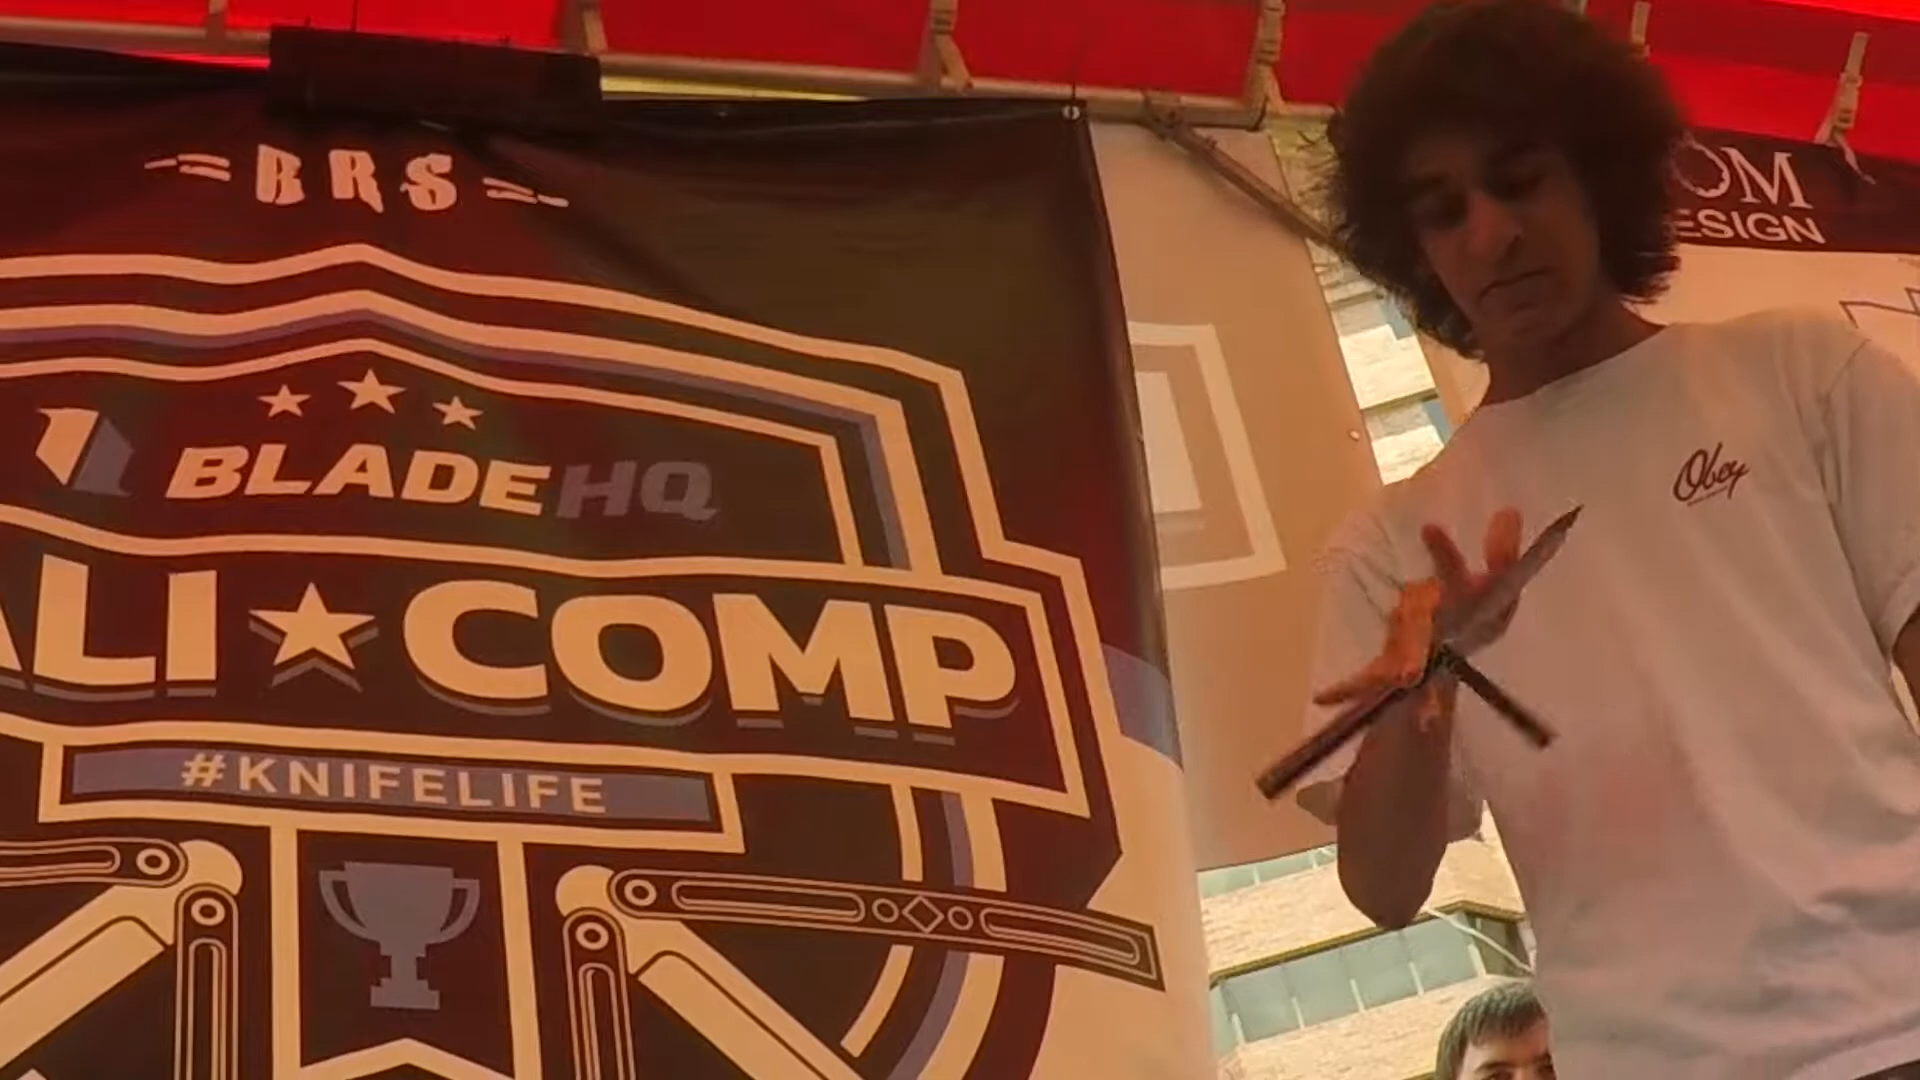 BRS
BLADE HQ
ALI★COMP
#KNIFELIFE
OM
ESIGN
Obey